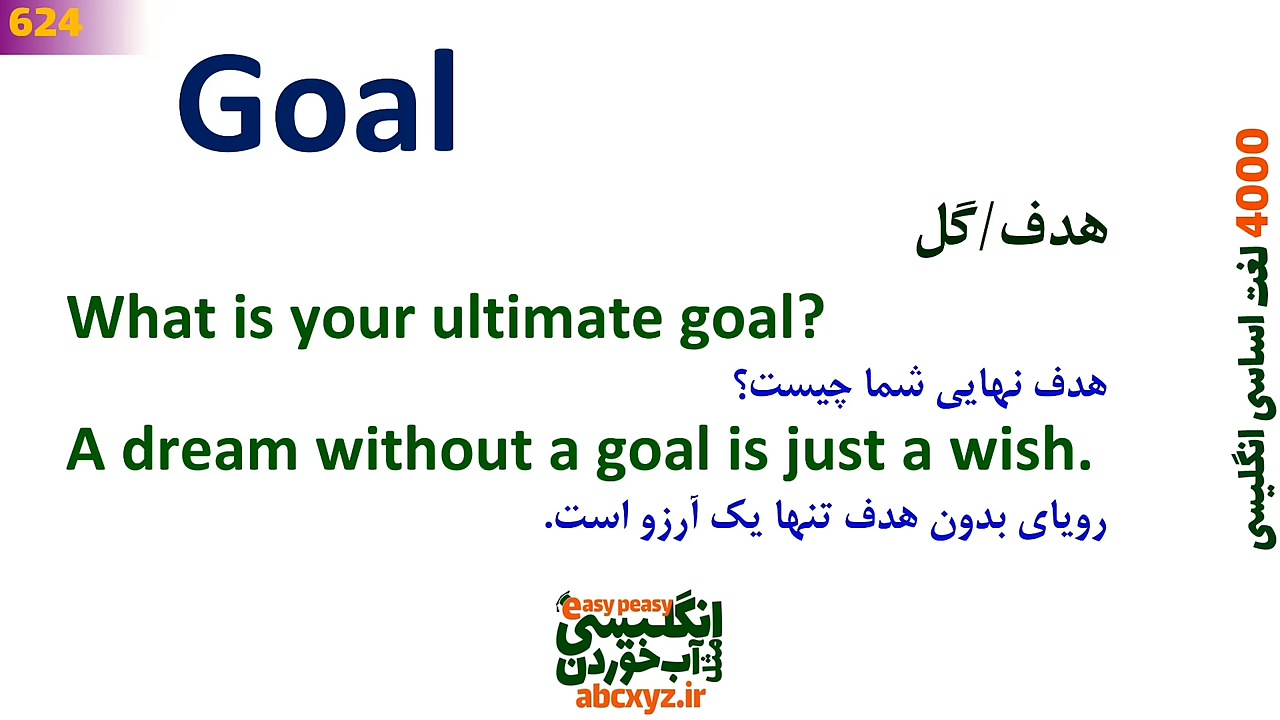 624
Goal
هدف/گل
What is your ultimate goal?
هدف نهایی شما چیست؟
A dream without a goal is just a wish.
رویای بدون هدف تنها یک آرزو است.
4000 لغت اساسی انگلیسی
easy peasy
انگلیسی
مثل آب خوردن
abcxyz.ir